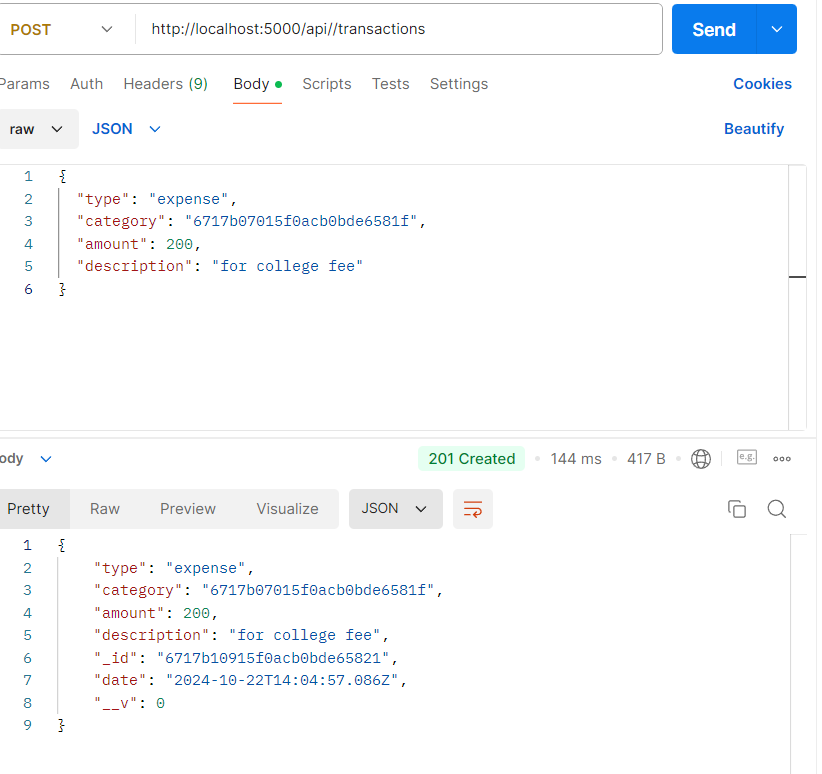 POST http://localhost:5000/api//transactions Send
Params Auth Headers (9) Body Scripts Tests Settings Cookies
raw JSON Beautify
1 {
2 "type": "expense",
3 "category": "6717b07015f0acb0bde6581f",
4 "amount": 200,
5 "description": "for college fee"
6 }
ody 201 Created 144 ms 417 B e.g.
Pretty Raw Preview Visualize JSON
1 {
2 "type": "expense",
3 "category": "6717b07015f0acb0bde6581f",
4 "amount": 200,
5 "description": "for college fee",
6 "_id": "6717b10915f0acb0bde65821",
7 "date": "2024-10-22T14:04:57.086Z",
8 "__v": 0
9 }